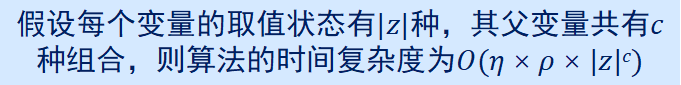 假设每个变量的取值状态有|z|种，其父变量共有c
种组合，则算法的时间复杂度为O(η × ρ × |z|ᶜ)